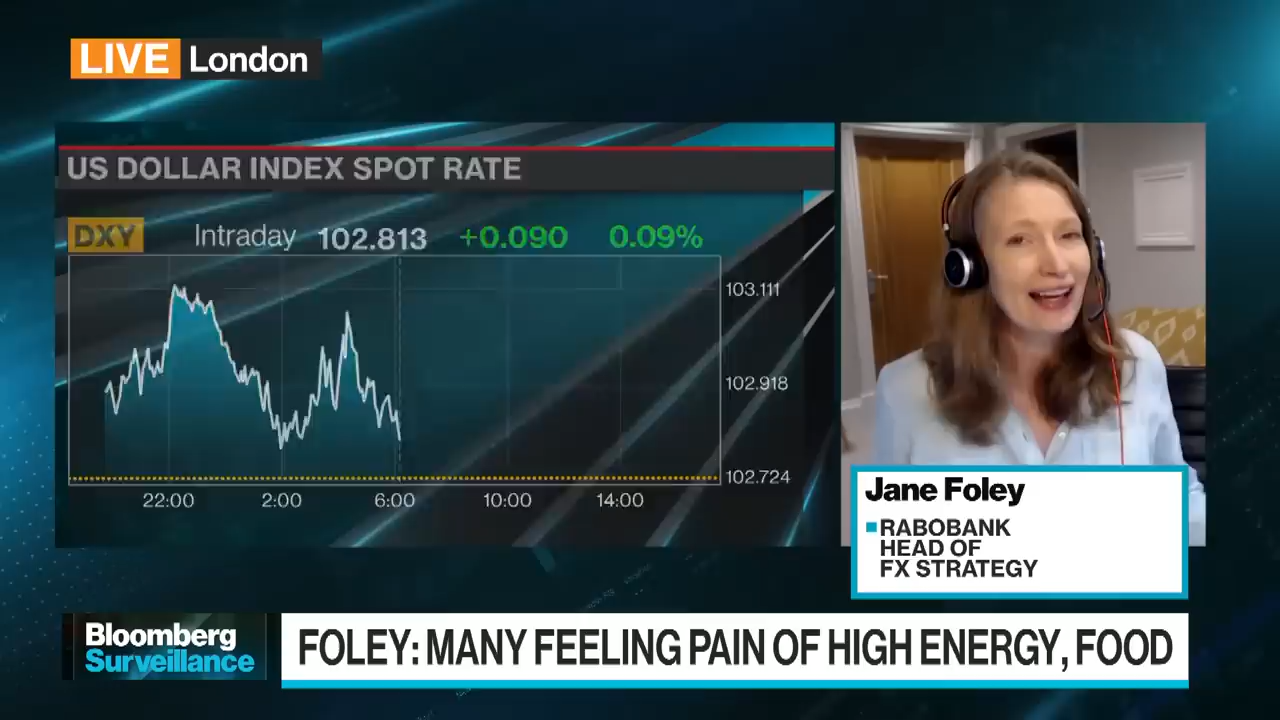 LIVE London
US DOLLAR INDEX SPOT RATE
DXY Intraday 102.813 +0.090 0.09%
103.111
102.918
102.724
22:00 2:00 6:00 10:00 14:00
Jane Foley
RABOBANK
HEAD OF
FX STRATEGY
Bloomberg
Surveillance
FOLEY: MANY FEELING PAIN OF HIGH ENERGY, FOOD